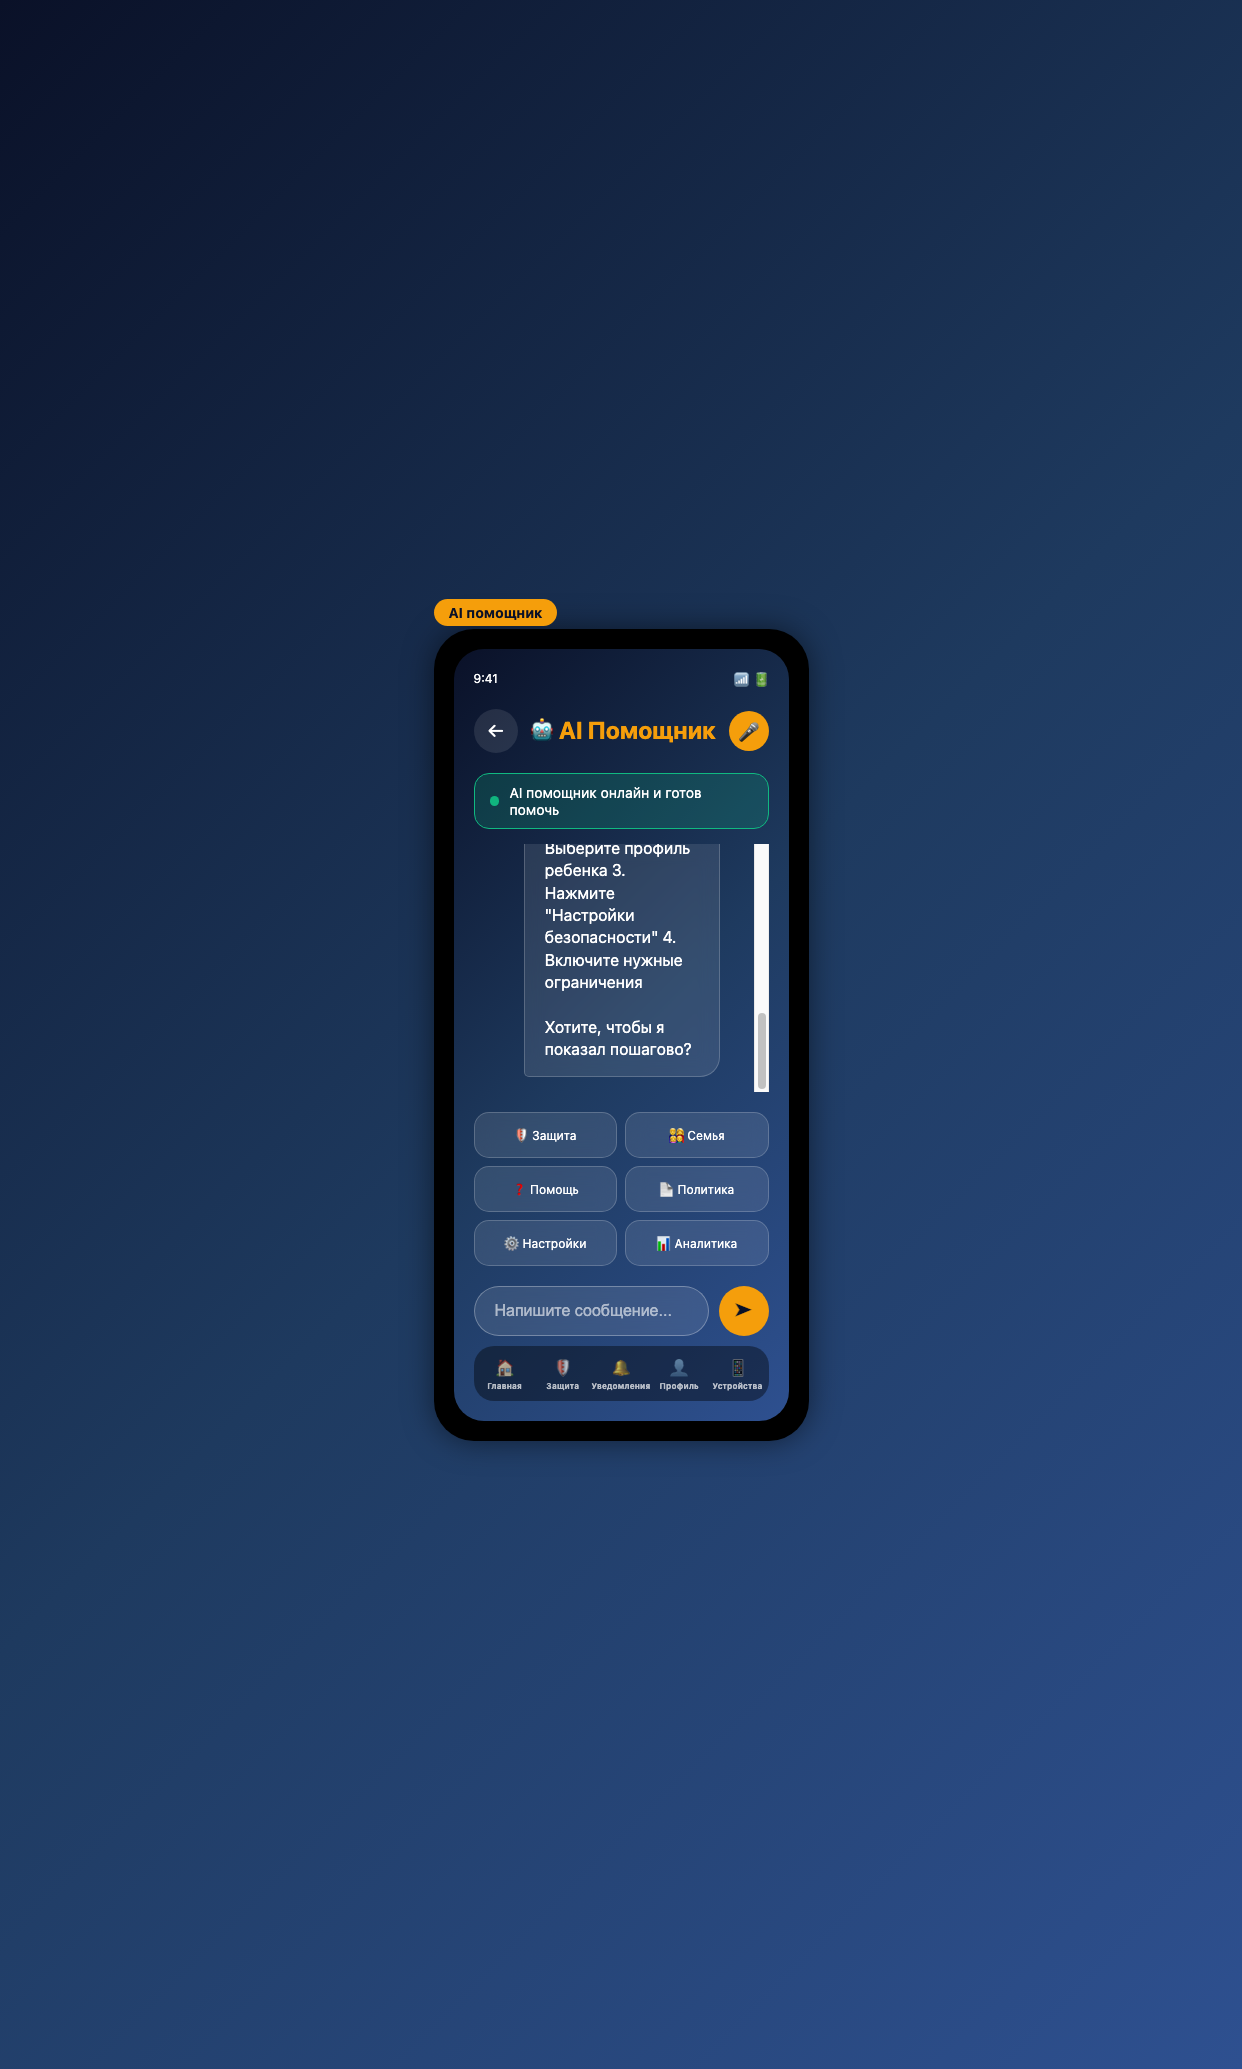 AI помощник
9:41
AI Помощник
AI помощник онлайн и готов
помочь
Выберите профиль
ребенка 3.
Нажмите
"Настройки
безопасности" 4.
Включите нужные
ограничения
Хотите, чтобы я
показал пошагово?
Защита
Семья
Помощь
Политика
Настройки
Аналитика
Напишите сообщение...
Главная
Защита
Уведомления
Профиль
Устройства